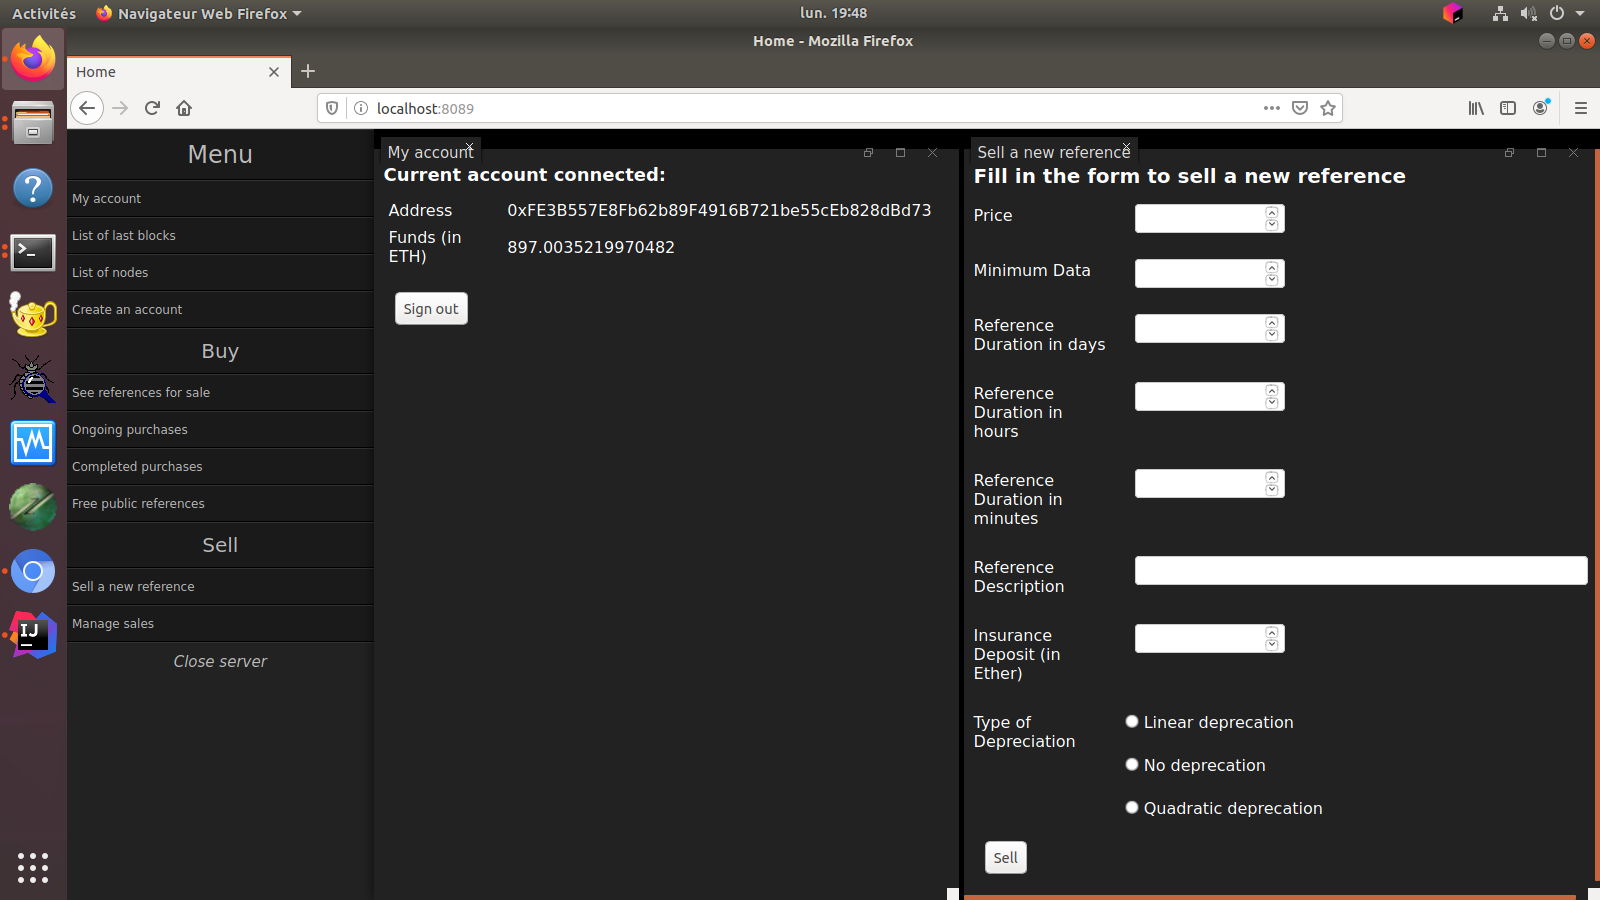 Activités
Navigateur Web Firefox
lun. 19:48
Home - Mozilla Firefox
Home
localhost:8089
Menu
My account
List of last blocks
List of nodes
Create an account
Buy
See references for sale
Ongoing purchases
Completed purchases
Free public references
Sell
Sell a new reference
Manage sales
Close server
My account
Current account connected:
Address 0xFE3B557E8Fb62b89F4916B721be55cEb828dBd73
Funds (in
ETH) 897.0035219970482
Sign out
Sell a new reference
Fill in the form to sell a new reference
Price
Minimum Data
Reference
Duration in days
Reference
Duration in
hours
Reference
Duration in
minutes
Reference
Description
Insurance
Deposit (in
Ether)
Type of
Depreciation
Linear deprecation
No deprecation
Quadratic deprecation
Sell
IJ